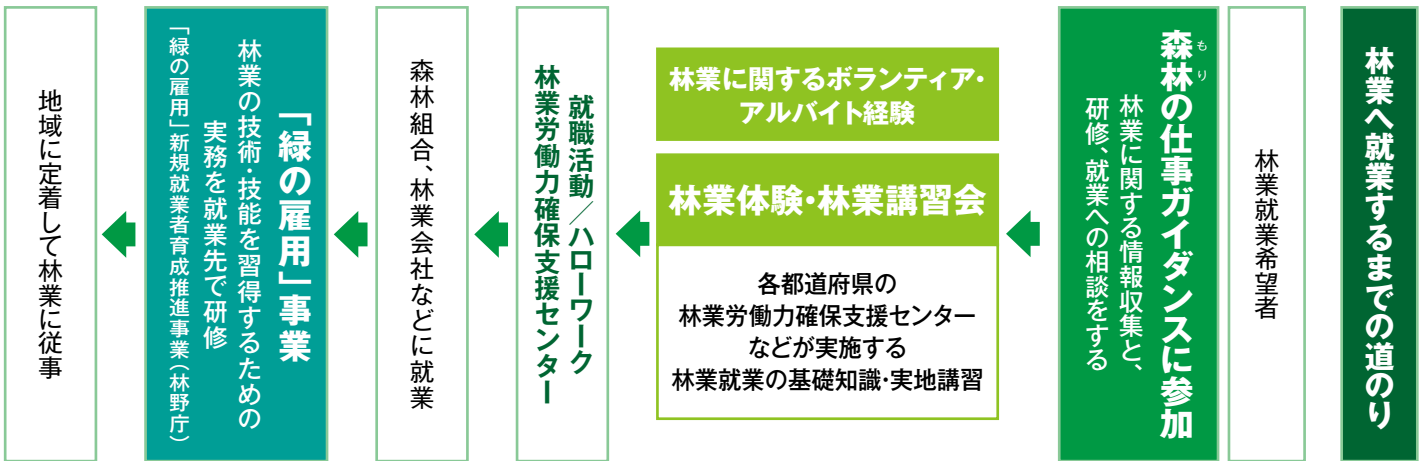 林業へ就業するまでの道のり
林業就業希望者
森林の仕事ガイダンスに参加
もり
林業に関する情報収集と、
研修、就業への相談をする
林業に関するボランティア・
アルバイト経験
林業体験・林業講習会
各都道府県の
林業労働力確保支援センター
などが実施する
林業就業の基礎知識・実地講習
就職活動／ハローワーク
林業労働力確保支援センター
森林組合、林業会社などに就業
「緑の雇用」事業
林業の技術・技能を習得するための
実務を就業先で研修
「緑の雇用」新規就業者育成推進事業（林野庁）
地域に定着して林業に従事